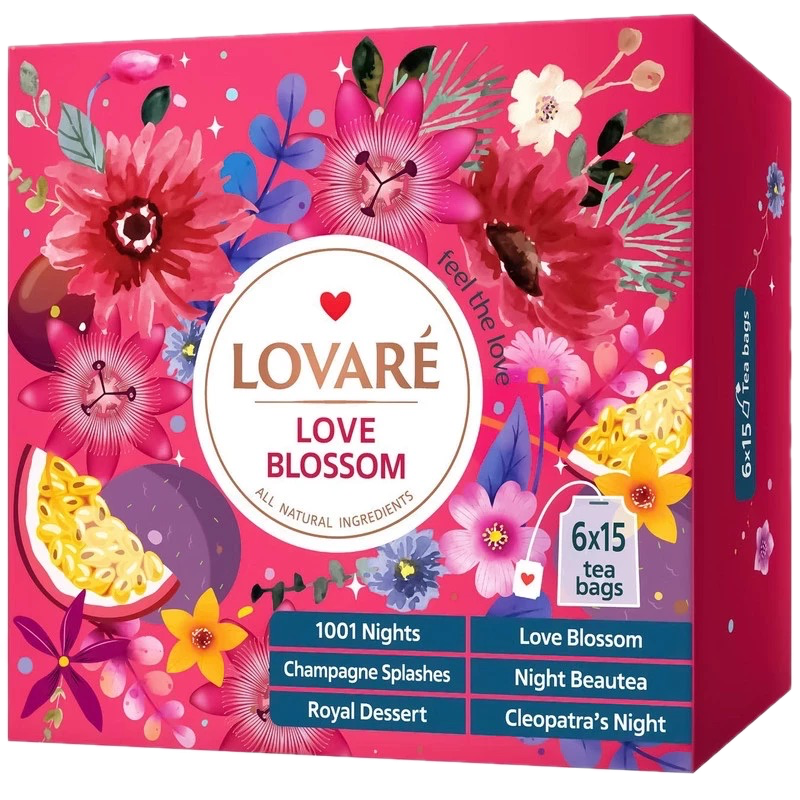 feel the love
LOVARÉ
LOVE
BLOSSOM
ALL NATURAL INGREDIENTS
6x15
tea
bags
1001 Nights
Love Blossom
Champagne Splashes
Night Beautea
Royal Dessert
Cleopatra's Night
6x15 Tea bags